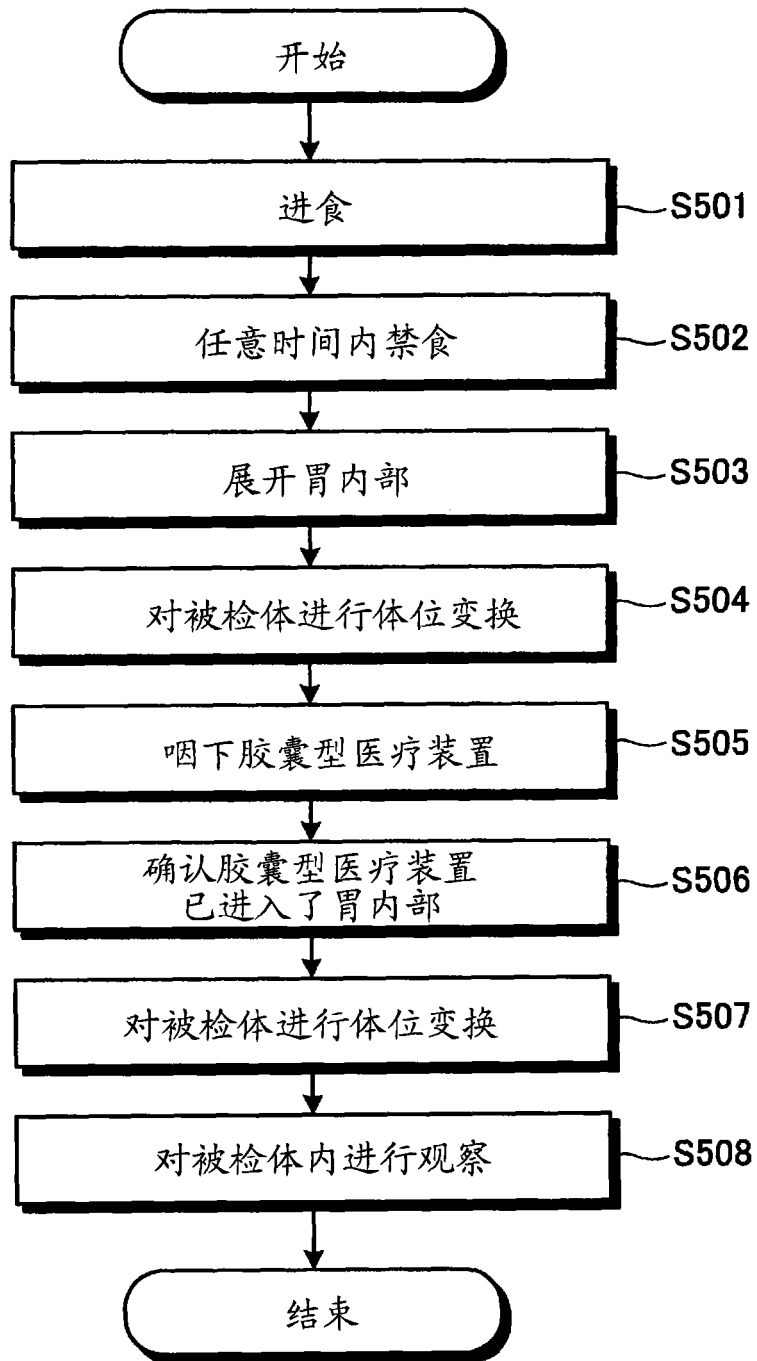 开始
进食
S501
任意时间内禁食
S502
展开胃内部
S503
对被检体进行体位变换
S504
咽下胶囊型医疗装置
S505
确认胶囊型医疗装置
已进入了胃内部
S506
对被检体进行体位变换
S507
对被检体内进行观察
S508
结束